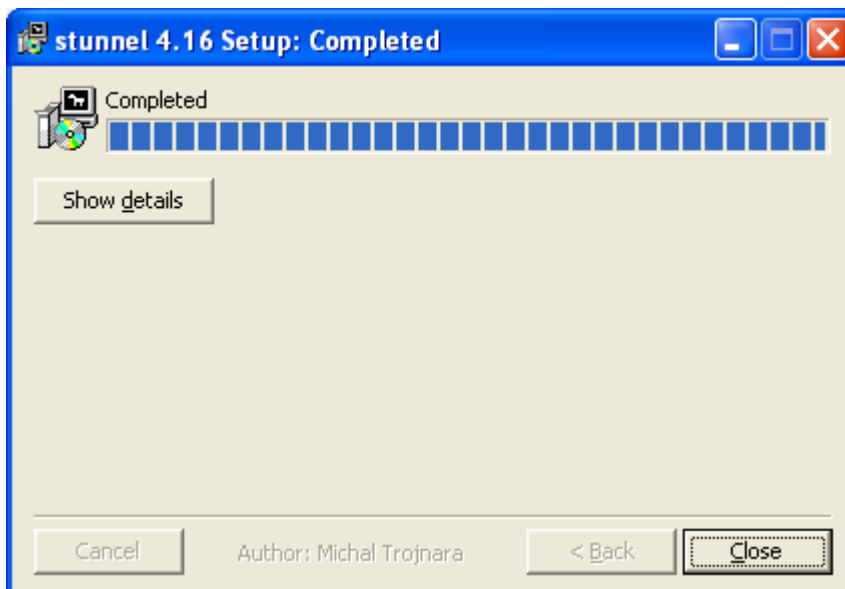 stunnel 4.16 Setup: Completed
Completed
Show details
Cancel
Author: Michal Trojnara
< Back
Close